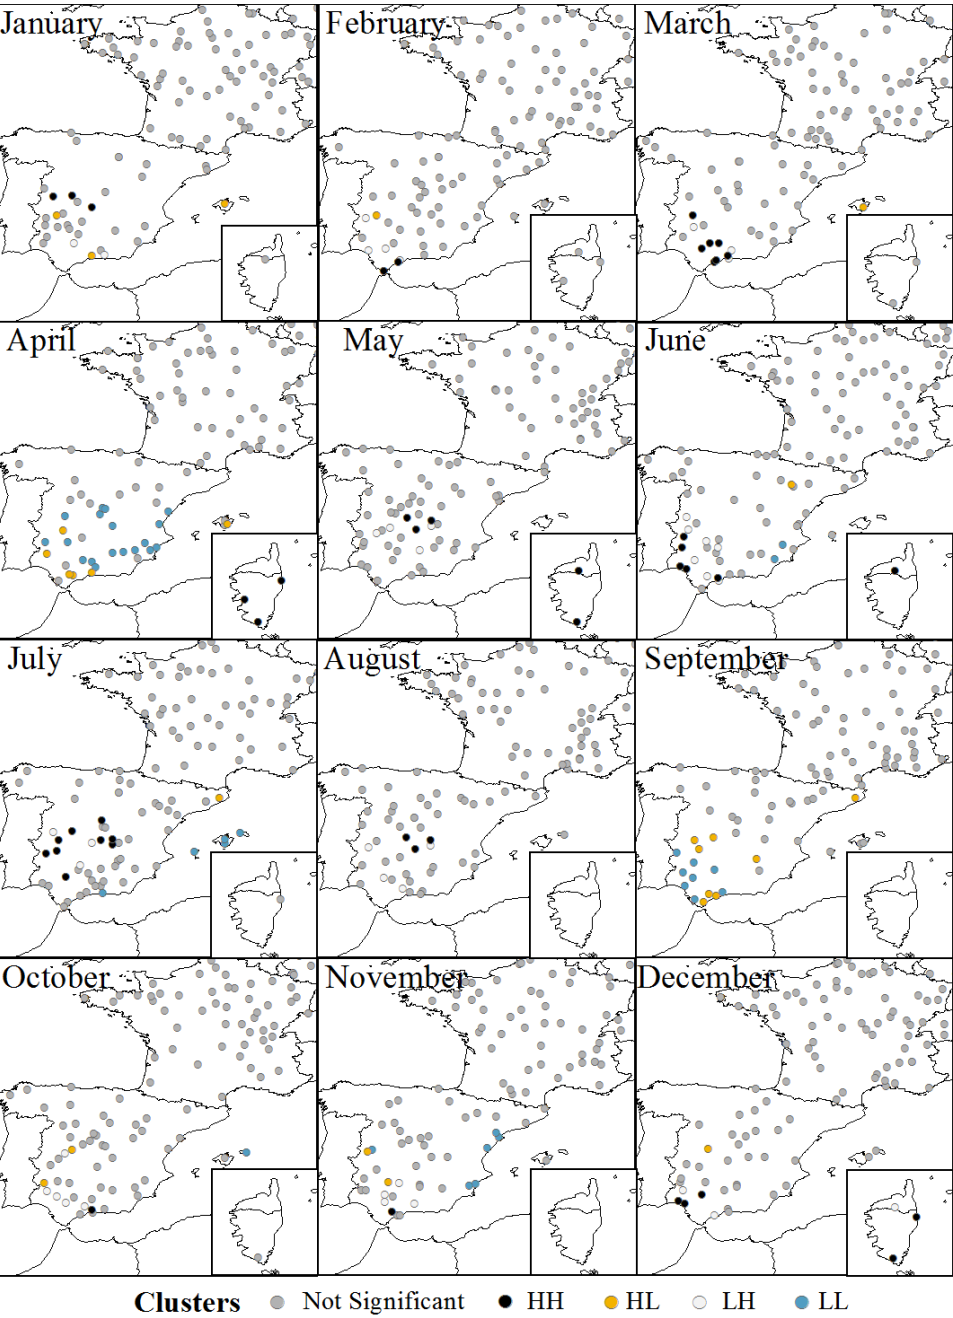 January February March
April May June
July August September
October November December
Clusters Not Significant HH HL LH LL